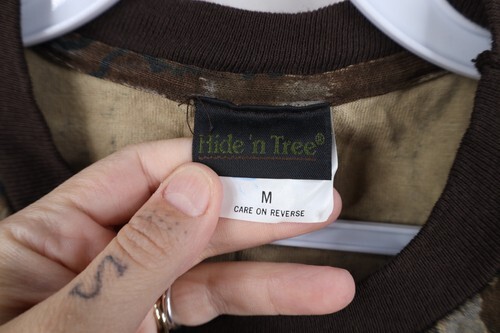 Hide 'n Tree®
M
CARE ON REVERSE